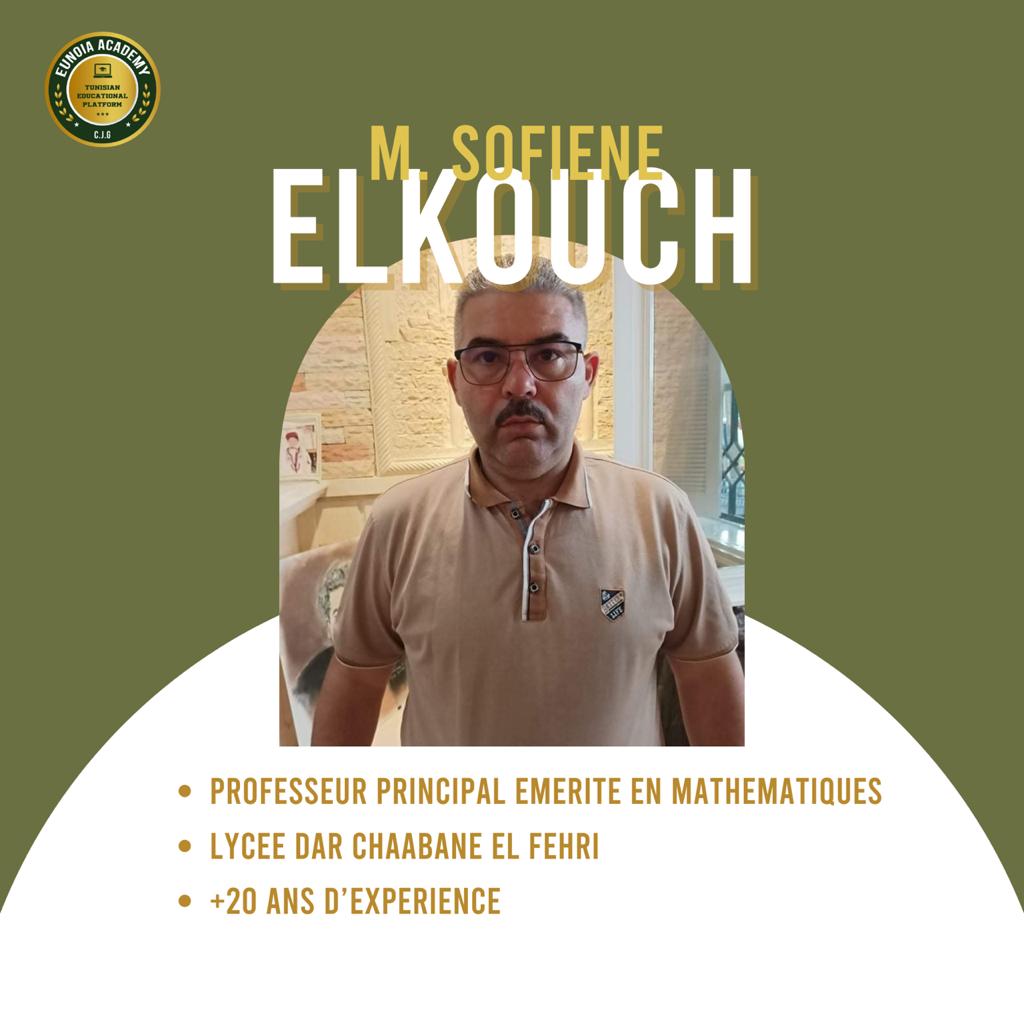 EUNOIA ACADEMY
TUNISIAN
EDUCATIONAL
PLATFORM
C.J.G
M. SOFIENE
ELKOUCH
LIFE
PROFESSEUR PRINCIPAL EMERITE EN MATHEMATIQUES
LYCEE DAR CHAABANE EL FEHRI
+20 ANS D’EXPERIENCE